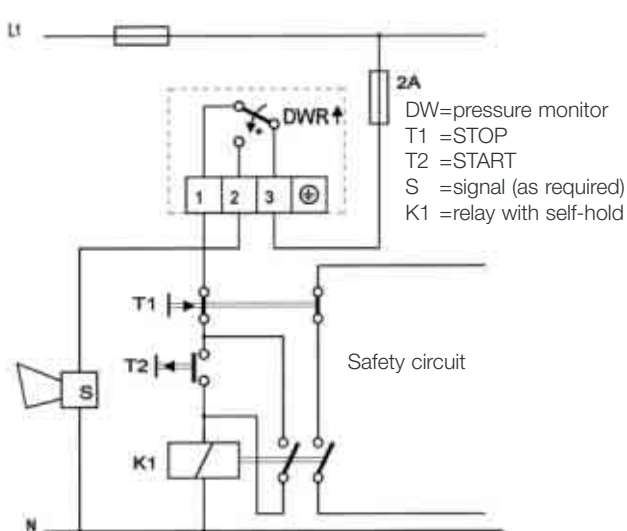 L1
2A
DWR
DW=pressure monitor
T1 =STOP
T2 =START
S =signal (as required)
K1 =relay with self-hold
1 2 3
T1
T2
Safety circuit
S
K1
N